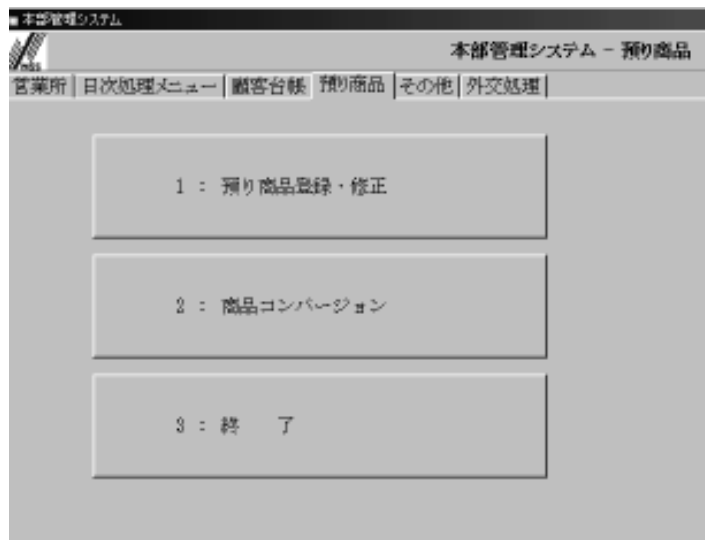 本部管理システム
本部管理システム － 預り商品
営業所 日次処理メニュー 顧客台帳 預り商品 その他 外交処理
1 ： 預り商品登録・修正
2 ： 商品コンバージョン
3 ： 終　　了